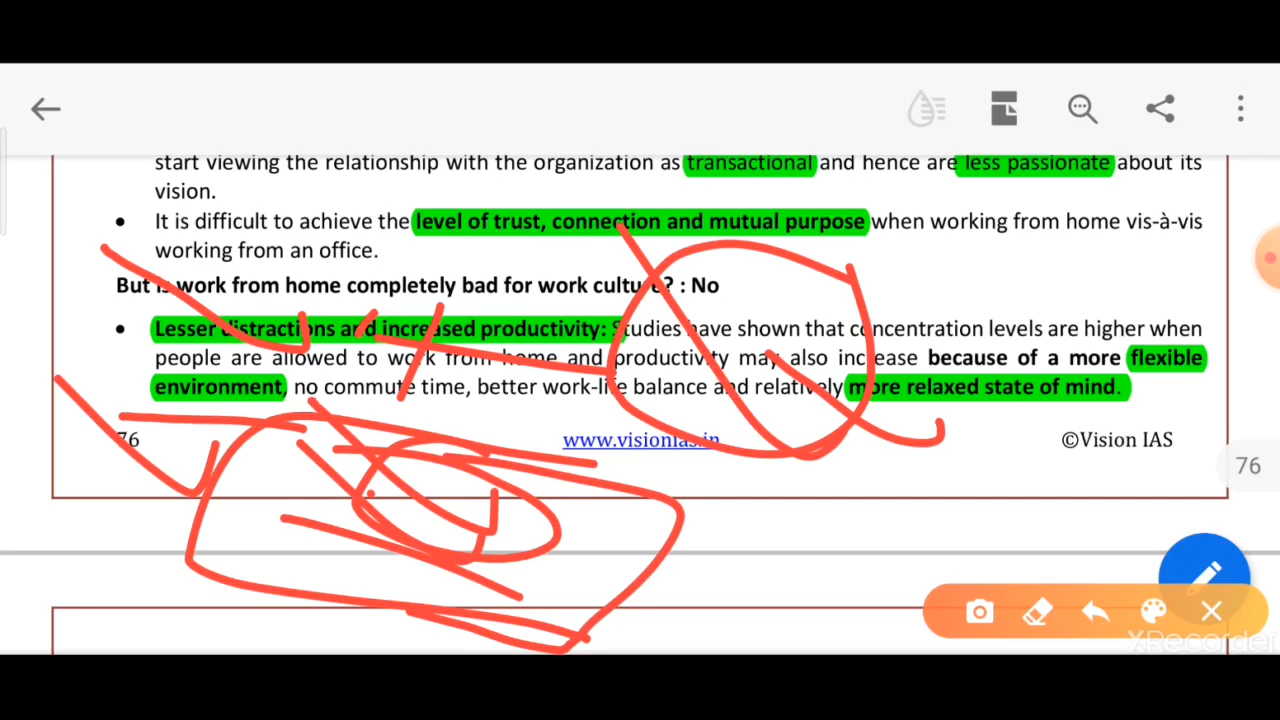 start viewing the relationship with the organization as transactional and hence are less passionate about its
vision.
• It is difficult to achieve the level of trust, connection and mutual purpose when working from home vis-à-vis
working from an office.
But is work from home completely bad for work culture? : No
• Lesser distractions and increased productivity: Studies have shown that concentration levels are higher when
people are allowed to work from home and productivity may also increase because of a more flexible
environment, no commute time, better work-life balance and relatively more relaxed state of mind.
76
www.visionias.in
©Vision IAS
76
XRecorder